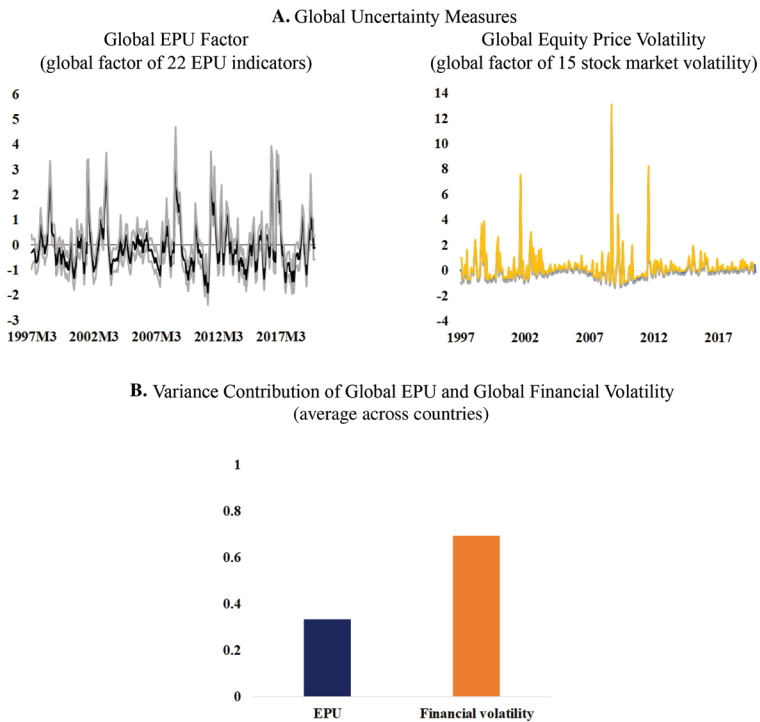 A. Global Uncertainty Measures
Global EPU Factor
(global factor of 22 EPU indicators)
6
5
4
3
2
1
0
-1
-2
-3
1997M3 2002M3 2007M3 2012M3 2017M3
Global Equity Price Volatility
(global factor of 15 stock market volatility)
14
12
10
8
6
4
2
0
-2
-4
1997 2002 2007 2012 2017
B. Variance Contribution of Global EPU and Global Financial Volatility
(average across countries)
1
0.8
0.6
0.4
0.2
0
EPU Financial volatility